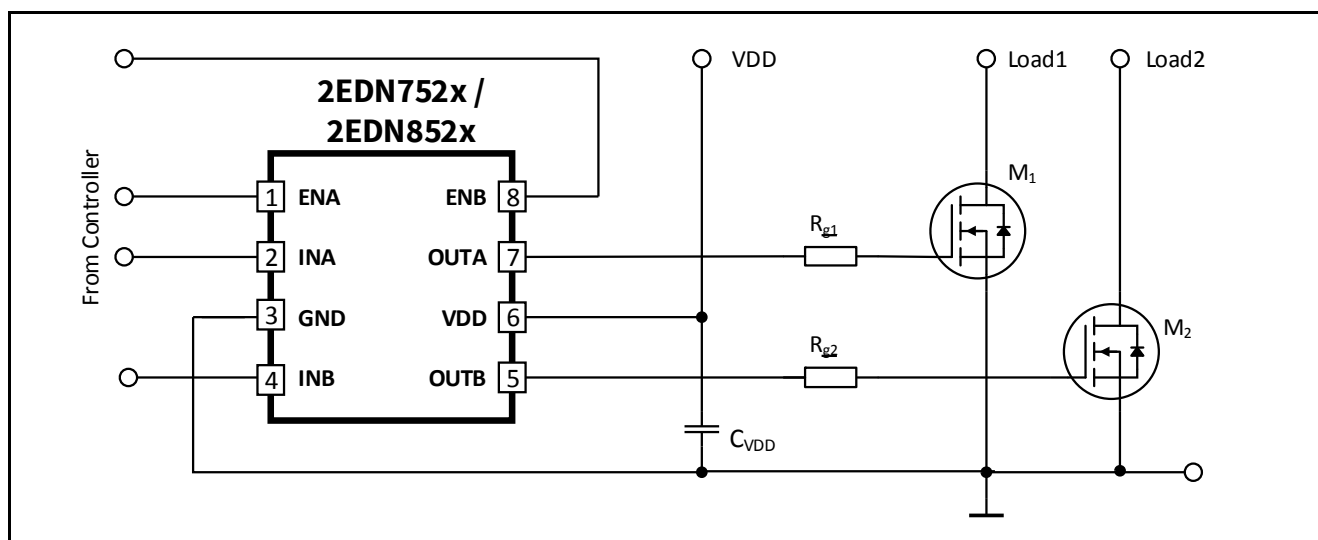 VDD
Load1
Load2
2EDN752x /
2EDN852x
From Controller
M1
1 ENA
ENB 8
Rg1
2 INA
OUTA 7
3 GND
VDD 6
M2
Rg2
4 INB
OUTB 5
CVDD